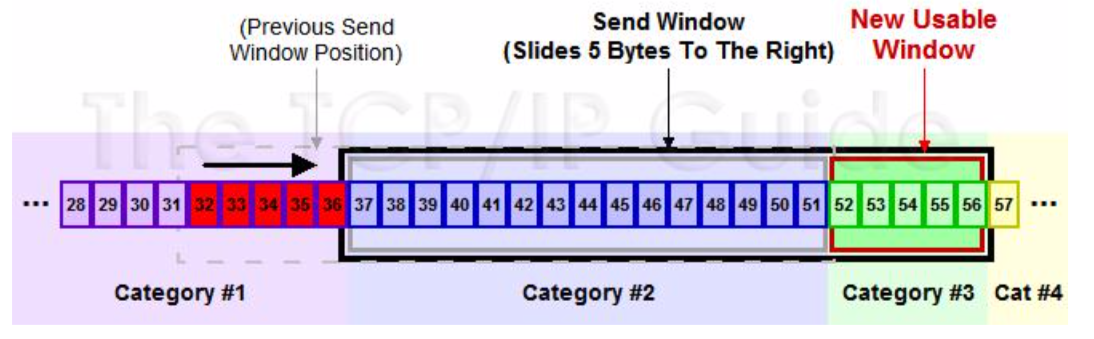 (Previous Send
Window Position)
Send Window
(Slides 5 Bytes To The Right)
New Usable
Window
The TCP/IP Guide
... 28 29 30 31 32 33 34 35 36 37 38 39 40 41 42 43 44 45 46 47 48 49 50 51 52 53 54 55 56 57 ...
Category #1 Category #2 Category #3 Cat #4